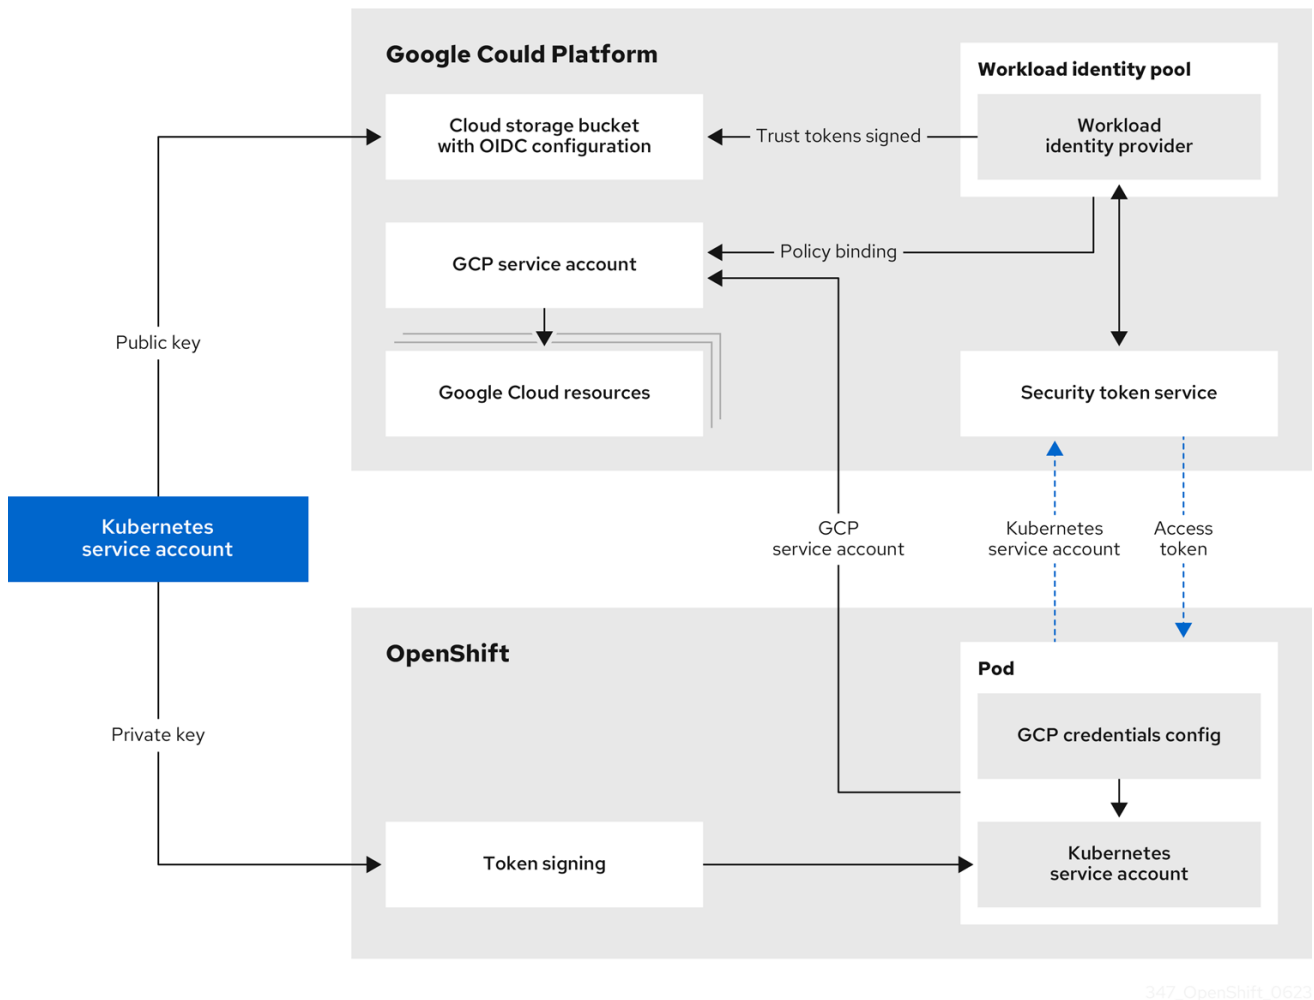 Google Could Platform
Workload identity pool
Cloud storage bucket
with OIDC configuration
Trust tokens signed
Workload
identity provider
GCP service account
Policy binding
Public key
Google Cloud resources
Security token service
Kubernetes
service account
GCP
service account
Kubernetes
service account
Access
token
OpenShift
Pod
GCP credentials config
Private key
Token signing
Kubernetes
service account
347_OpenShift_0623